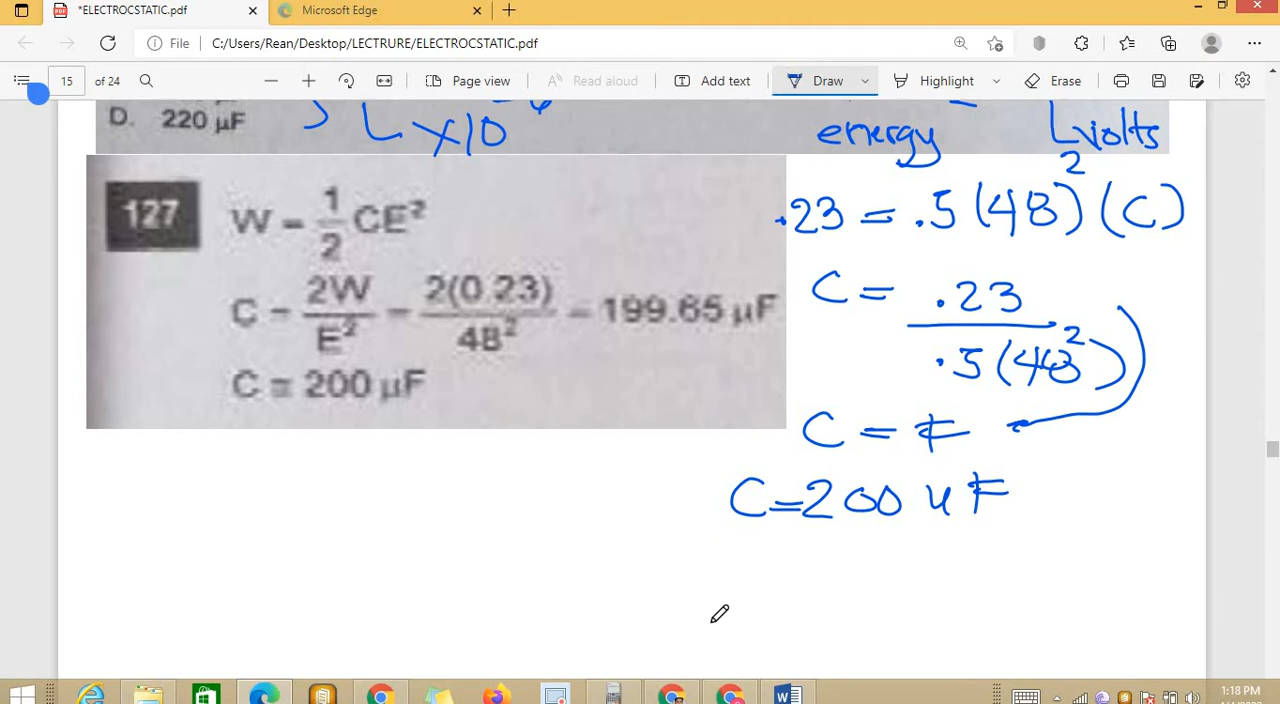 *ELECTROCSTATIC.pdf
Microsoft Edge
File
C:/Users/Rean/Desktop/LECTRURE/ELECTROCSTATIC.pdf
15 of 24
Page view
Read aloud
Add text
Draw
Highlight
Erase
D. 220 µF
×10
energy
volts
127
W = 1/2 CE²
C = 2W/E² = 2(0.23)/48² = 199.65 µF
C ≡ 200 µF
.23 = .5(48)²(C)
C = .23/.5(48²)
C = F
C=200 uF
1:18 PM